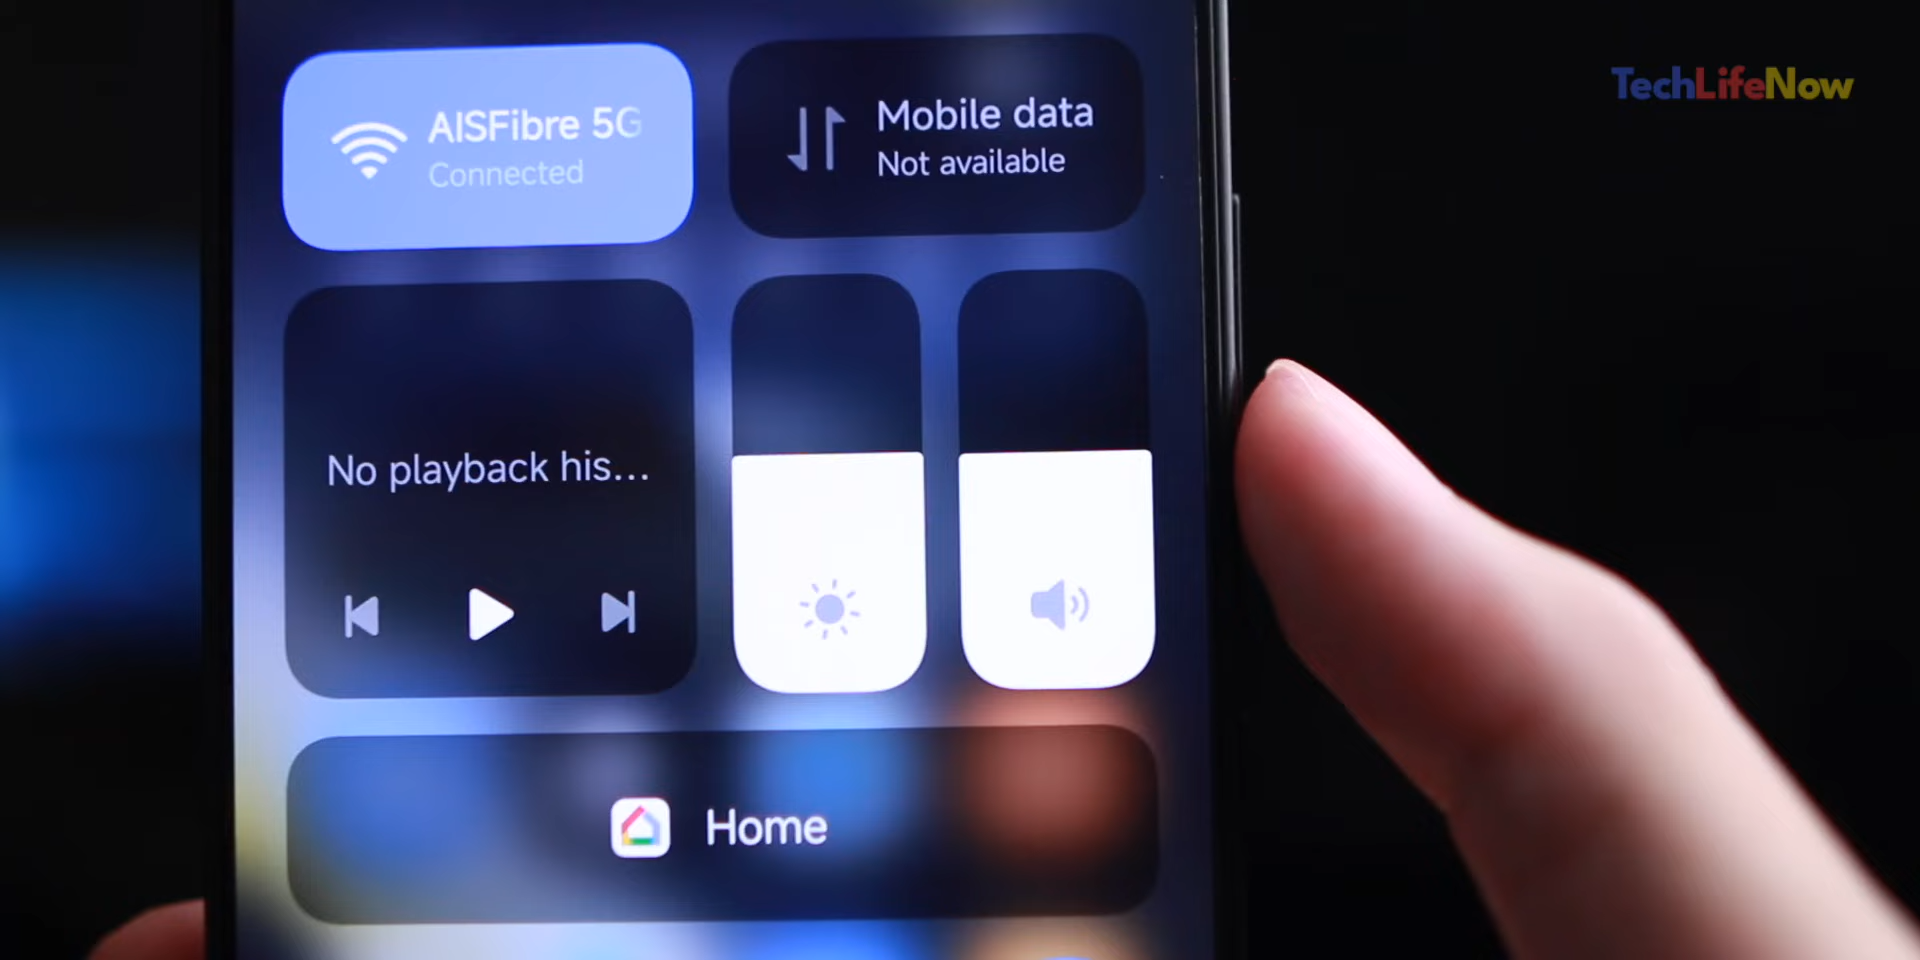 TechLifeNow
AISFibre 5G
Connected
Mobile data
Not available
No playback his...
Home